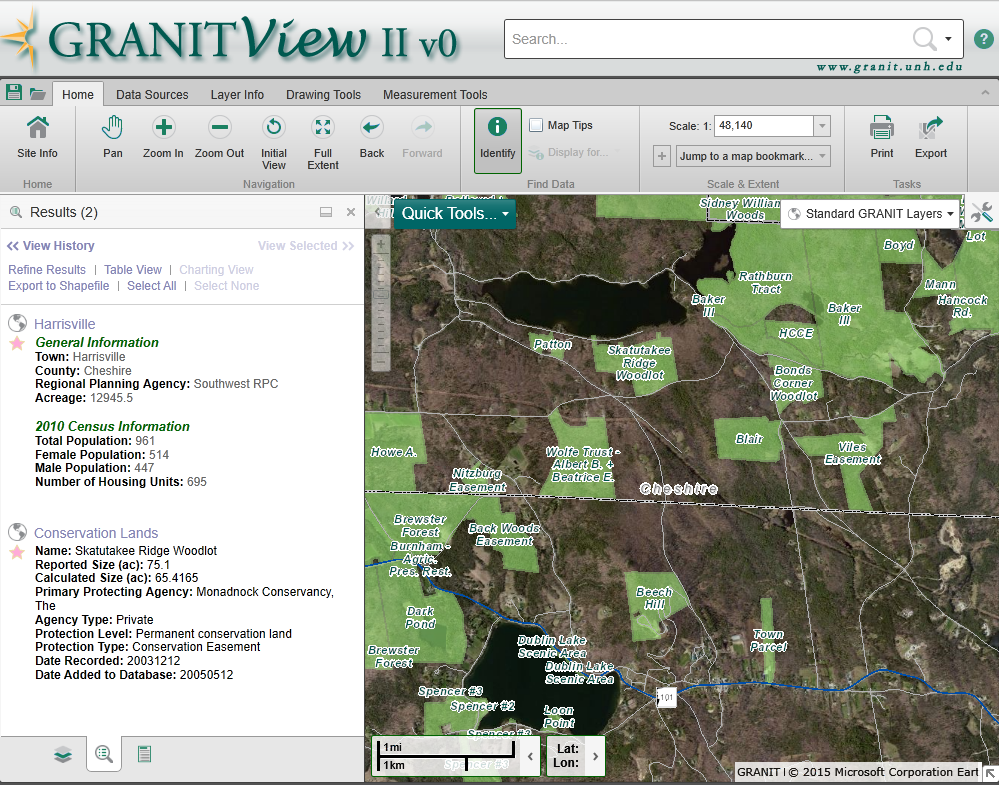 GRANITView II v0
Search...
?
www.granit.unh.edu
Home
Data Sources
Layer Info
Drawing Tools
Measurement Tools
Site Info
Pan
Zoom In
Zoom Out
Initial View
Full Extent
Back
Forward
Identify
Map Tips
Display for...
Scale: 1: 48,140
Jump to a map bookmark...
Print
Export
Home
Navigation
Find Data
Scale & Extent
Tasks
Results (2)
View History
View Selected
Refine Results | Table View | Charting View
Export to Shapefile | Select All | Select None
Harrisville
General Information
Town: Harrisville
County: Cheshire
Regional Planning Agency: Southwest RPC
Acreage: 12945.5
2010 Census Information
Total Population: 961
Female Population: 514
Male Population: 447
Number of Housing Units: 695
Conservation Lands
Name: Skatutakee Ridge Woodlot
Reported Size (ac): 75.1
Calculated Size (ac): 65.4165
Primary Protecting Agency: Monadnock Conservancy,
The
Agency Type: Private
Protection Level: Permanent conservation land
Protection Type: Conservation Easement
Date Recorded: 20031212
Date Added to Database: 20050512
Quick Tools...
Standard GRANIT Layers
Sidney William
Woods
Lot
Boyd
Rathburn
Tract
Mann
Baker
III
Baker
III
Hancock
Rd.
HCCE
Patton
Skatutakee
Ridge
Woodlot
Bonds
Corner
Woodlot
Blair
Howe A.
Wolfe Trust -
Albert B. +
Beatrice E.
Viles
Easement
Nitzburg
Easement
Cheshire
Brewster
Forest
Back Woods
Easement
Burnham -
Agric.
Pres. Rest.
Beech
Hill
Dark
Pond
Town
Parcel
Dublin Lake
Scenic Area
Brewster
Forest
Dublin Lake
Scenic Area
Spencer #3
101
Spencer #2
Loon
Point
Spencer #3
1mi
1km
Lat:
Lon:
GRANIT | © 2015 Microsoft Corporation Eart